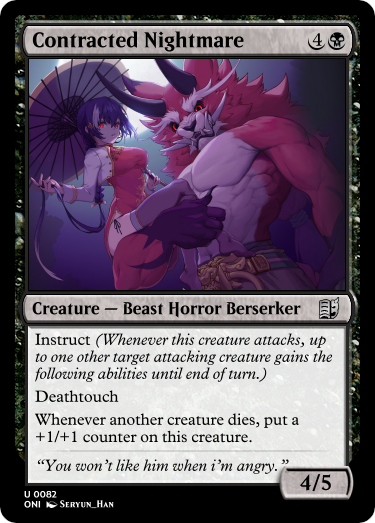 Contracted Nightmare 4
Creature — Beast Horror Berserker
Instruct (Whenever this creature attacks, up
to one other target attacking creature gains the
following abilities until end of turn.)
Deathtouch
Whenever another creature dies, put a
+1/+1 counter on this creature.
“You won’t like him when i’m angry.”
4/5
U 0082
ONI Seryun_Han